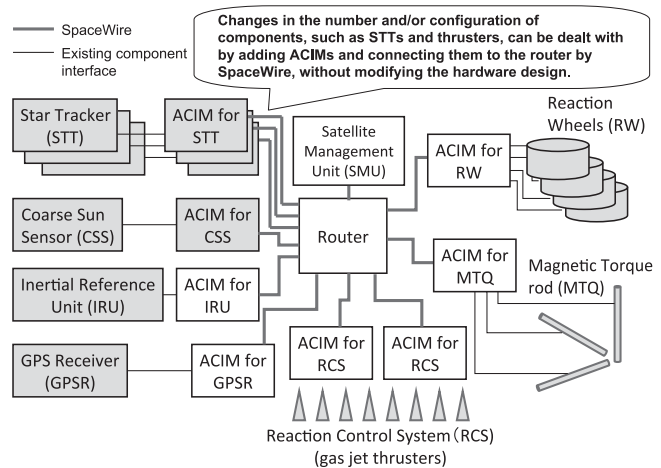 SpaceWire
Existing component
interface
Changes in the number and/or configuration of
components, such as STTs and thrusters, can be dealt with
by adding ACIMs and connecting them to the router by
SpaceWire, without modifying the hardware design.
Star Tracker
(STT)
ACIM for
STT
Satellite
Management
Unit (SMU)
ACIM for
RW
Reaction
Wheels (RW)
Coarse Sun
Sensor (CSS)
ACIM for
CSS
Router
ACIM for
MTQ
Magnetic Torque
rod (MTQ)
Inertial Reference
Unit (IRU)
ACIM for
IRU
GPS Receiver
(GPSR)
ACIM for
GPSR
ACIM for
RCS
ACIM for
RCS
Reaction Control System (RCS)
(gas jet thrusters)